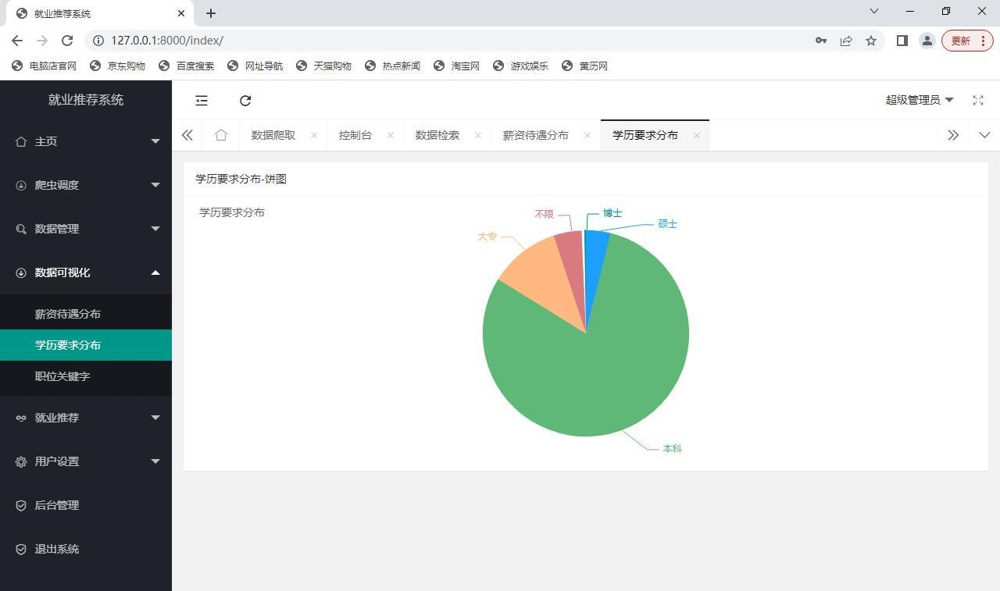 就业推荐系统
127.0.0.1:8000/index/
更新
电脑店官网 京东购物 百度搜索 网址导航 天猫购物 热点新闻 淘宝网 游戏娱乐 黄历网
就业推荐系统
超级管理员
数据爬取 控制台 数据检索 薪资待遇分布 学历要求分布
主页
爬虫调度
数据管理
数据可视化
薪资待遇分布
学历要求分布
职位关键字
就业推荐
用户设置
后台管理
退出系统
学历要求分布-饼图
学历要求分布
不限
博士
硕士
大专
本科